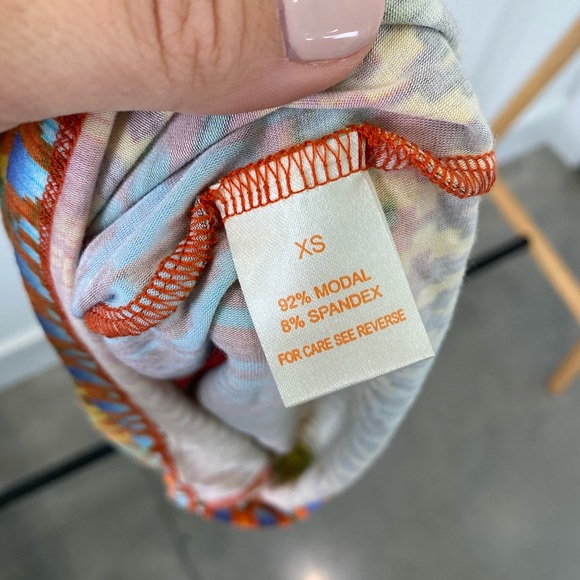 XS
92% MODAL
8% SPANDEX
FOR CARE SEE REVERSE